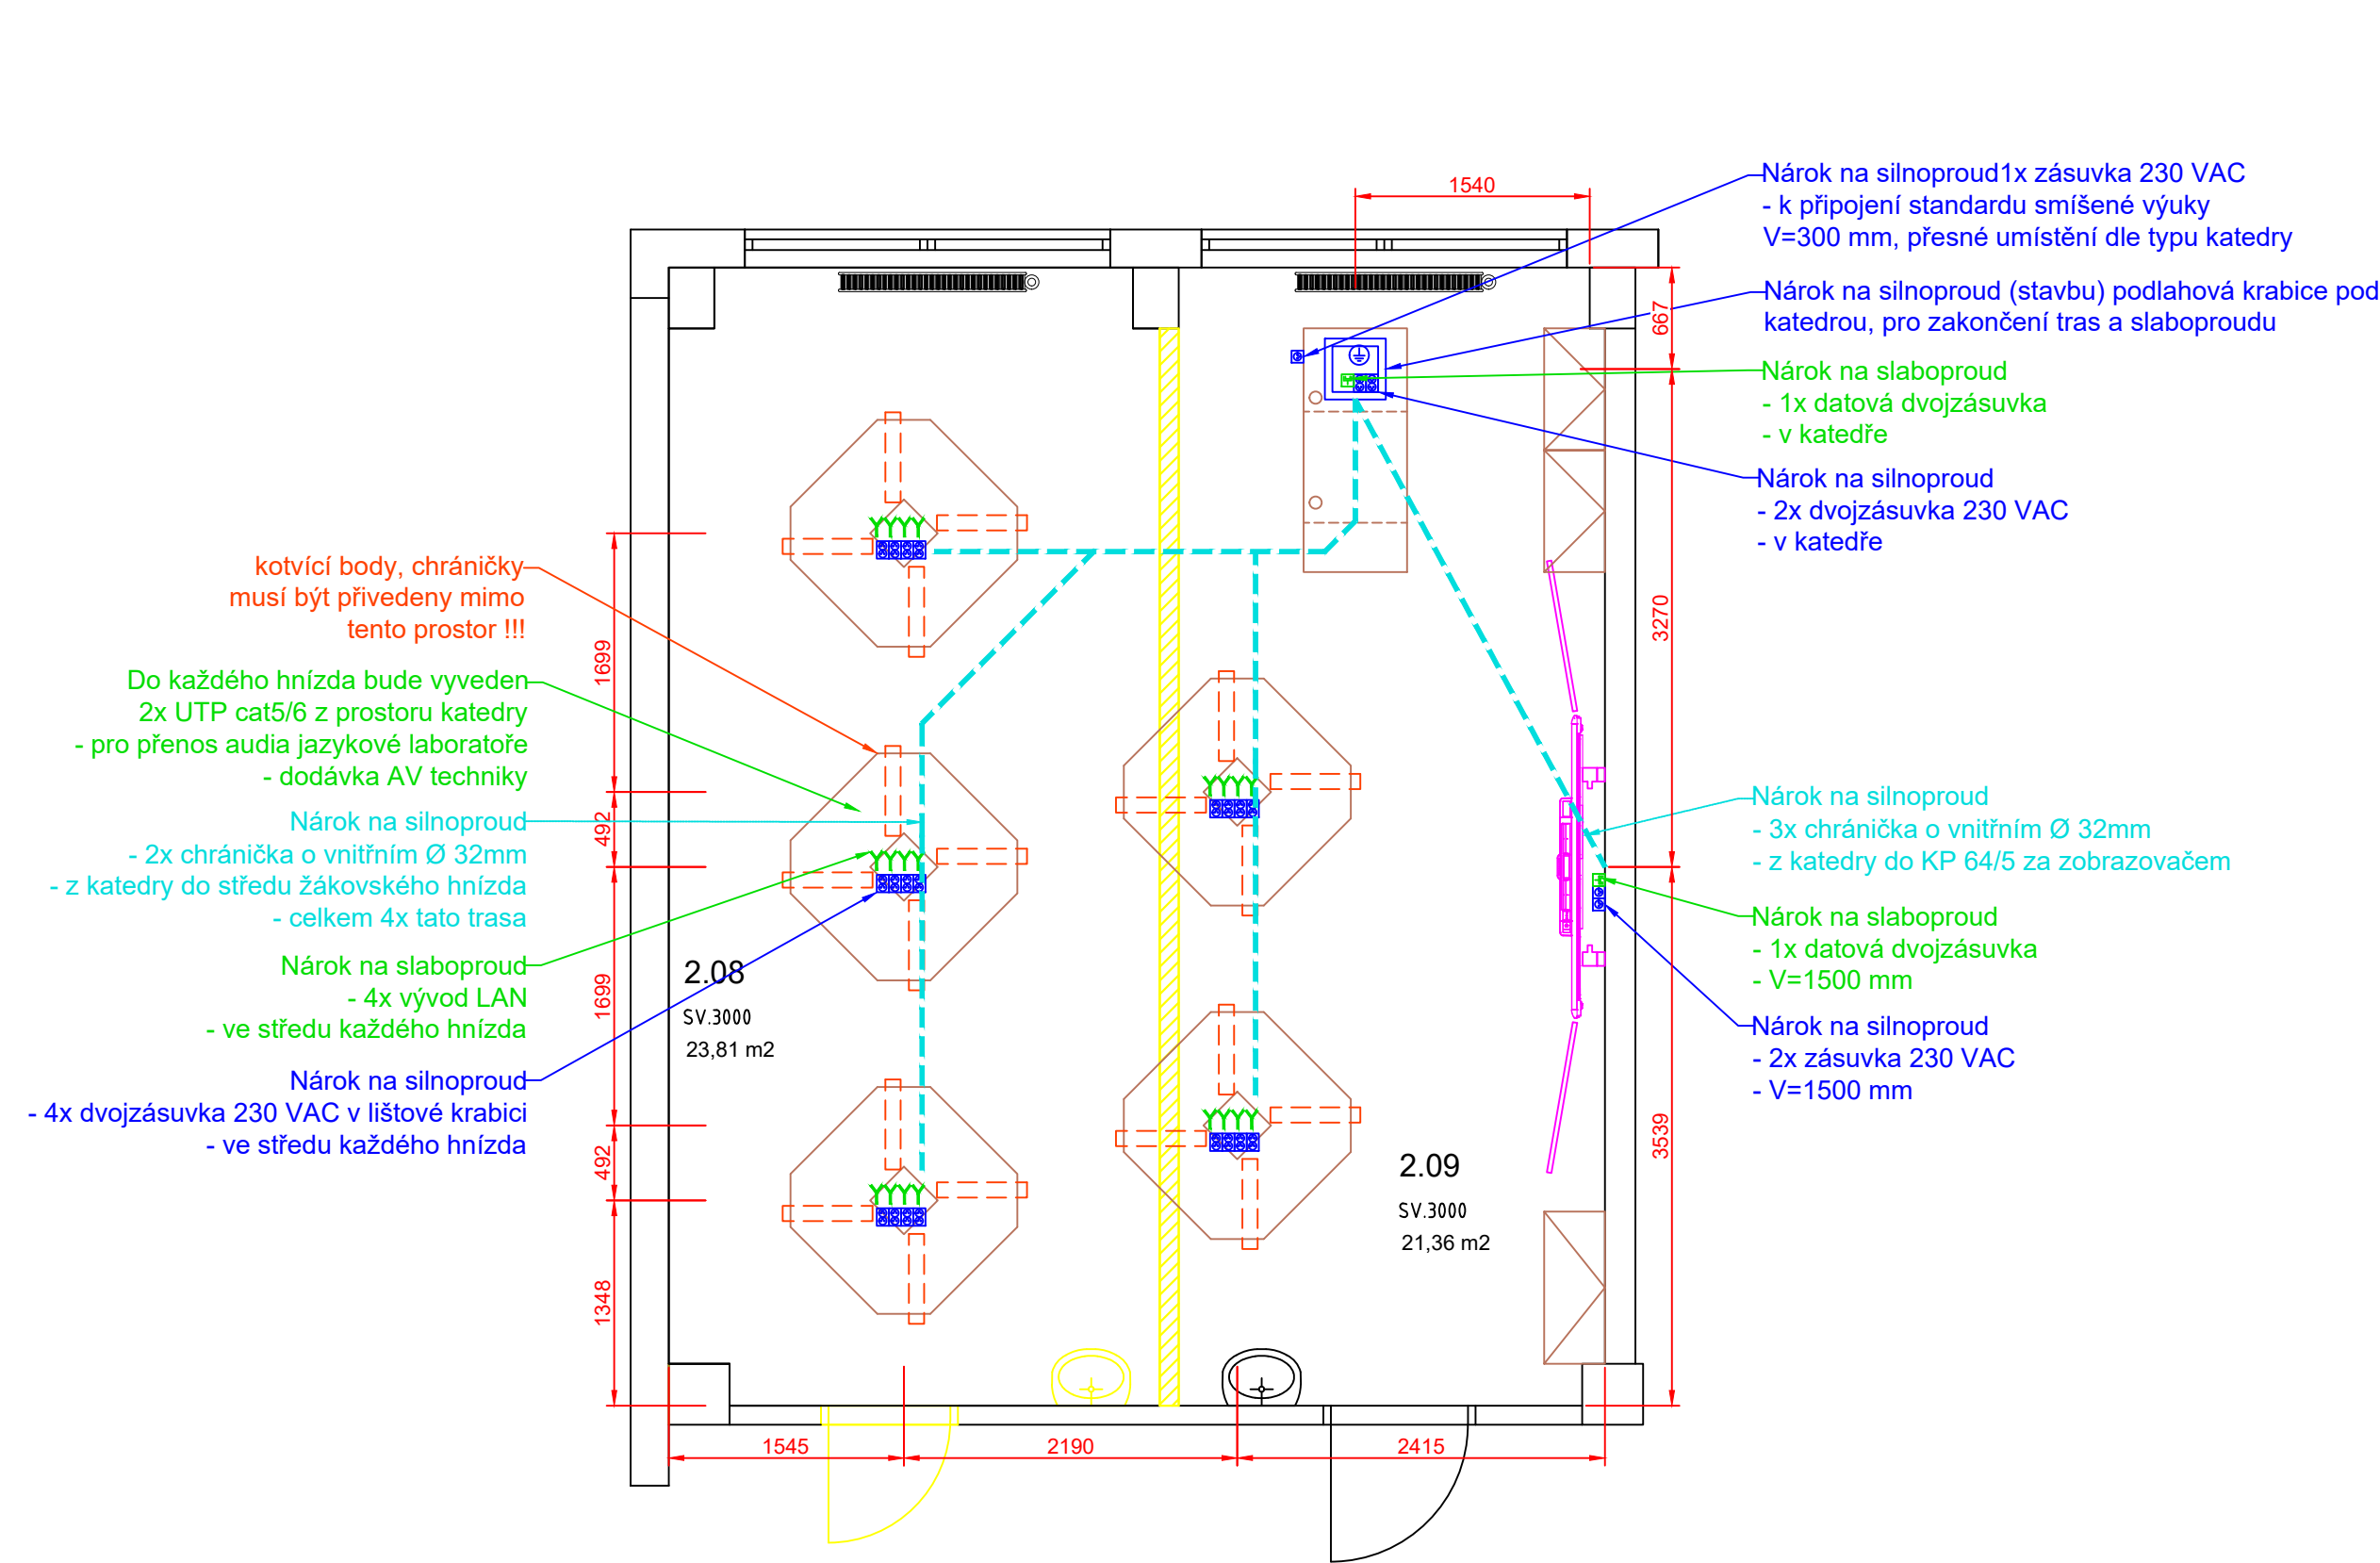 1540
Nárok na silnoproud1x zásuvka 230 VAC
- k připojení standardu smíšené výuky
V=300 mm, přesné umístění dle typu katedry
Nárok na silnoproud (stavbu) podlahová krabice pod
katedrou, pro zakončení tras a slaboproudu
667
Nárok na slaboproud
- 1x datová dvojzásuvka
- v katedře
Nárok na silnoproud
- 2x dvojzásuvka 230 VAC
- v katedře
kotvící body, chráničky
musí být přivedeny mimo
tento prostor !!!
3270
1699
Do každého hnízda bude vyveden
2x UTP cat5/6 z prostoru katedry
- pro přenos audia jazykové laboratoře
- dodávka AV techniky
492
Nárok na silnoproud
- 2x chránička o vnitřním Ø 32mm
- z katedry do středu žákovského hnízda
- celkem 4x tato trasa
Nárok na silnoproud
- 3x chránička o vnitřním Ø 32mm
- z katedry do KP 64/5 za zobrazovačem
Nárok na slaboproud
- 1x datová dvojzásuvka
- V=1500 mm
Nárok na slaboproud
- 4x vývod LAN
- ve středu každého hnízda
1699
2.08
SV.3000
23,81 m2
Nárok na silnoproud
- 2x zásuvka 230 VAC
- V=1500 mm
Nárok na silnoproud
- 4x dvojzásuvka 230 VAC v lištové krabici
- ve středu každého hnízda
492
3539
2.09
SV.3000
21,36 m2
1348
1545
2190
2415